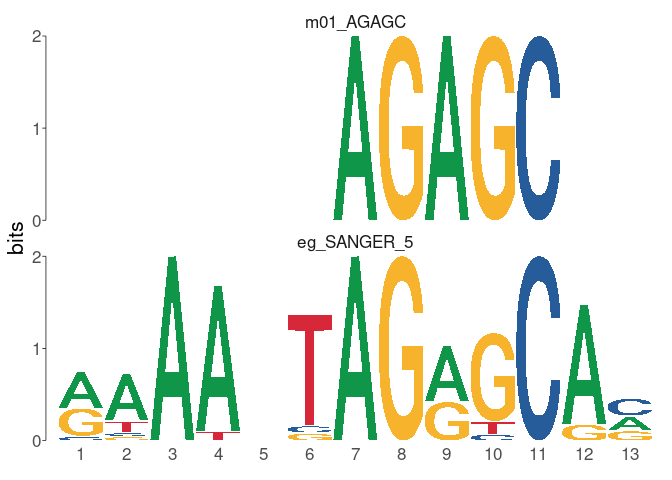 m01_AGAGC
2
1
0
AGAGC
bits
eg_SANGER_5
2
1
0
A A A A T A G A G C A C
G T T C G T G A
C C G C G
1 2 3 4 5 6 7 8 9 10 11 12 13